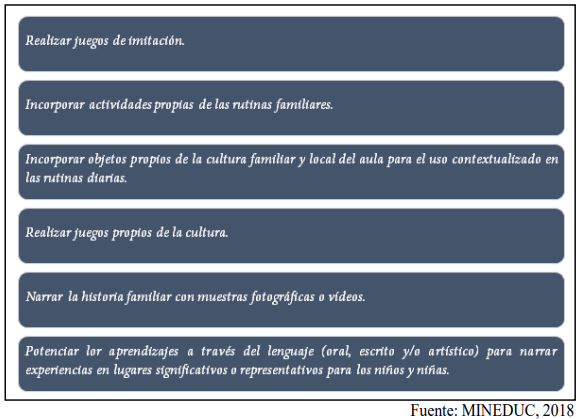 Realizar juegos de imitación.
Incorporar actividades propias de las rutinas familiares.
Incorporar objetos propios de la cultura familiar y local del aula para el uso contextualizado en
las rutinas diarias.
Realizar juegos propios de la cultura.
Narrar la historia familiar con muestras fotográficas o vídeos.
Potenciar lor aprendizajes a través del lenguaje (oral, escrito y/o artístico) para narrar
experiencias en lugares significativos o representativos para los niños y niñas.
Fuente: MINEDUC, 2018